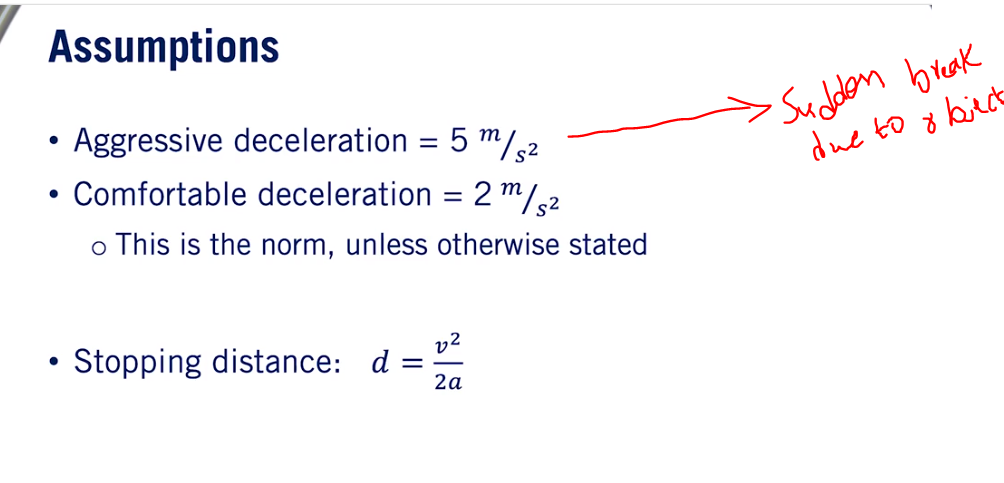 Assumptions
• Aggressive deceleration = 5 m/s²
Sudden break
due to object
• Comfortable deceleration = 2 m/s²
o This is the norm, unless otherwise stated
• Stopping distance: d = v²/2a